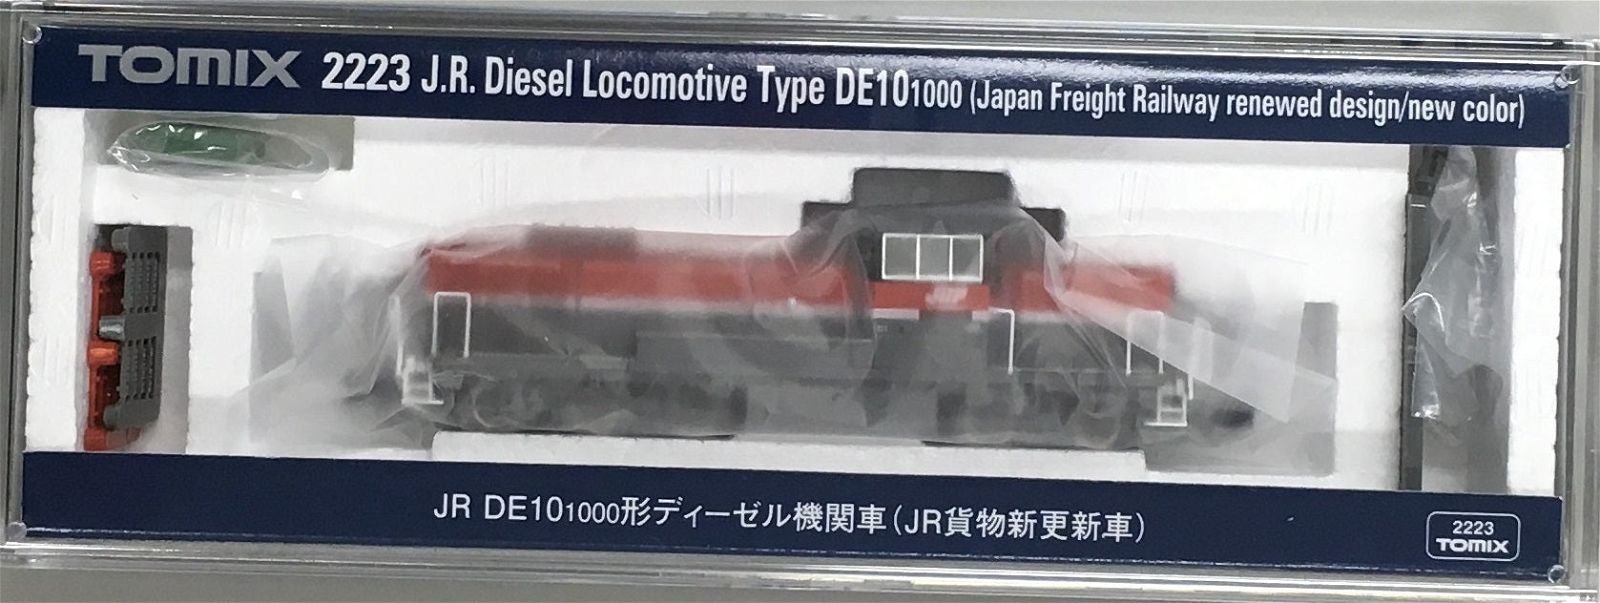 TOMIX 2223 J.R. Diesel Locomotive Type DE101000 (Japan Freight Railway renewed design/new color)
JR DE101000形ディーゼル機関車(JR貨物新更新車)
2223
TOMIX